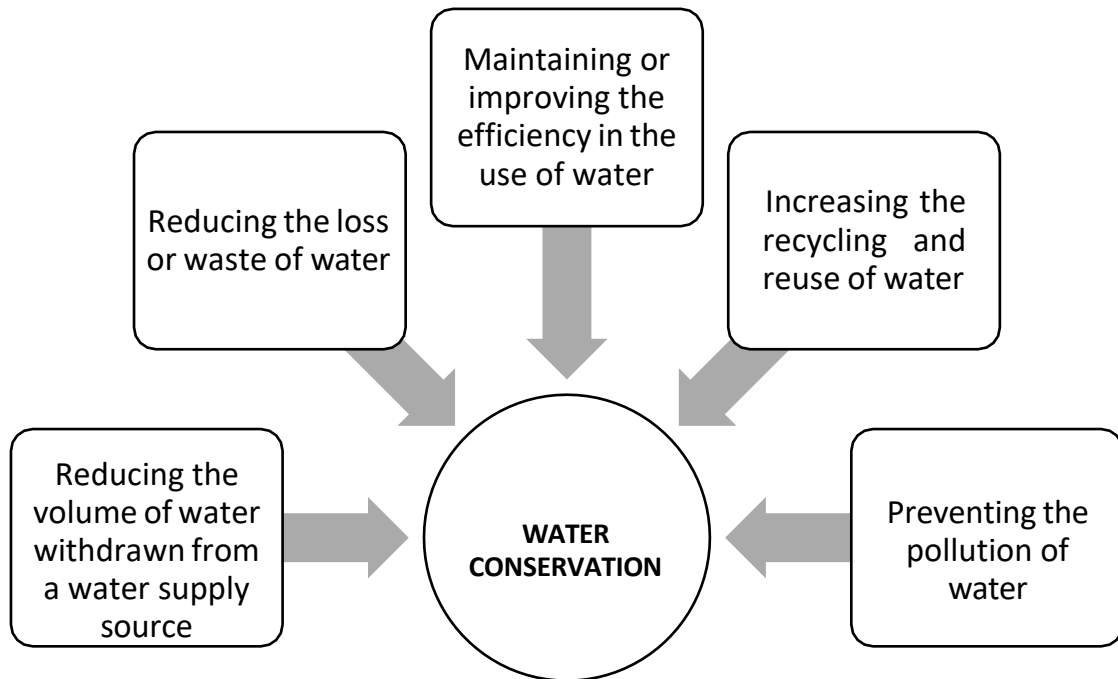 Maintaining or
improving the
efficiency in the
use of water
Reducing the loss
or waste of water
Increasing the
recycling and
reuse of water
Reducing the
volume of water
withdrawn from
a water supply
source
WATER
CONSERVATION
Preventing the
pollution of
water